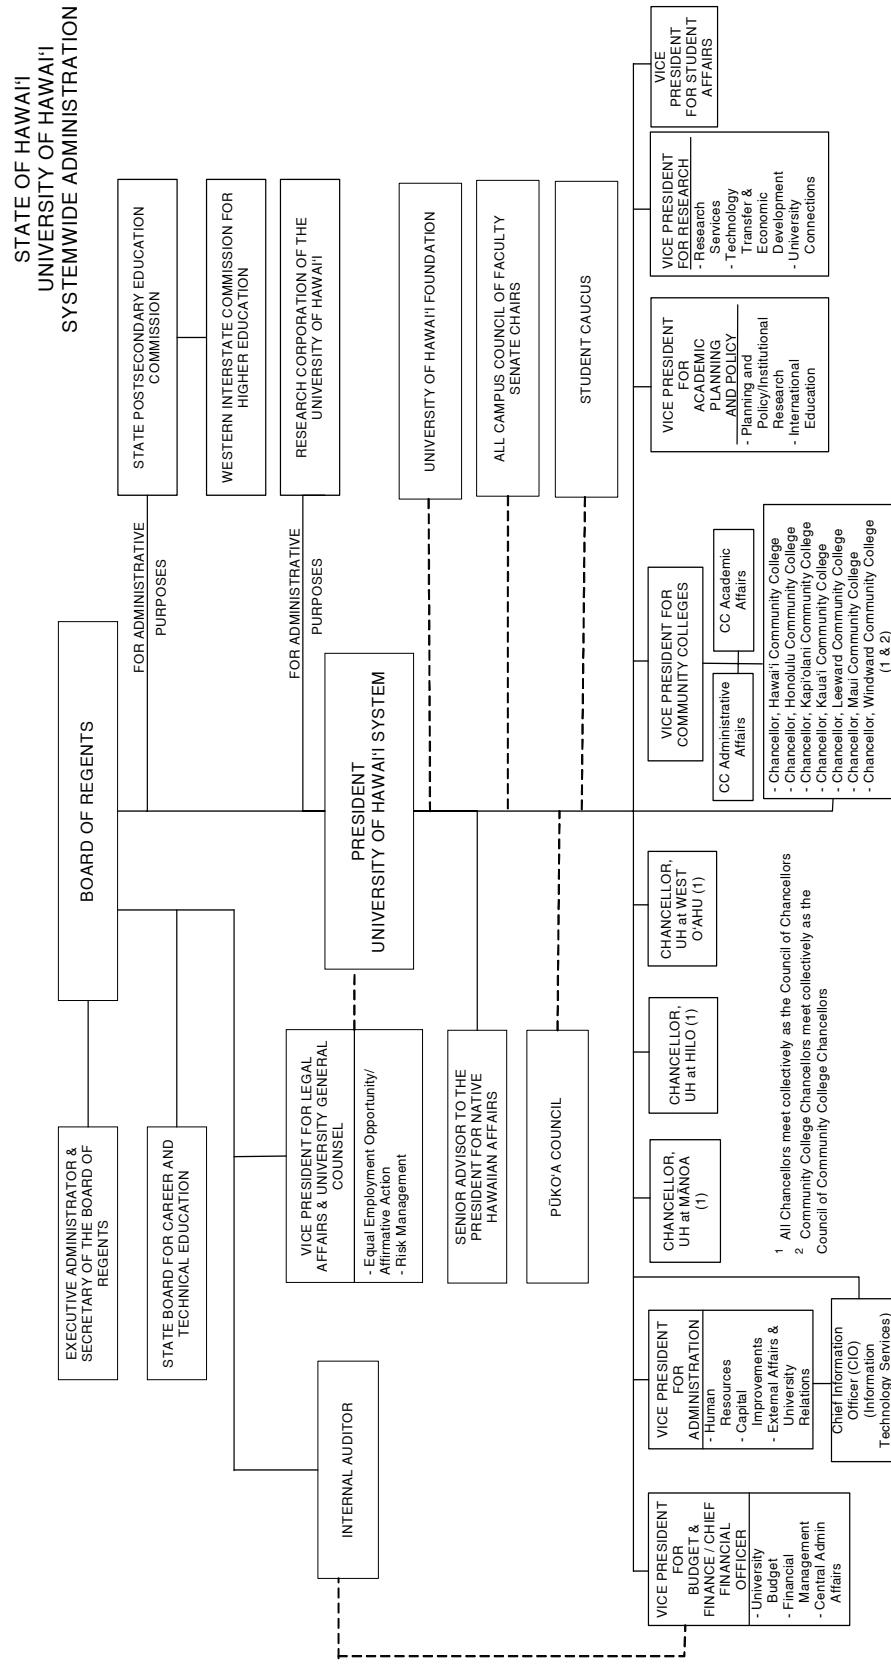 STATE OF HAWAIʻI
UNIVERSITY OF HAWAIʻI
SYSTEMWIDE ADMINISTRATION
BOARD OF REGENTS
EXECUTIVE ADMINISTRATOR &
SECRETARY OF THE BOARD OF
REGENTS
STATE BOARD FOR CAREER AND
TECHNICAL EDUCATION
FOR ADMINISTRATIVE
PURPOSES
STATE POSTSECONDARY EDUCATION
COMMISSION
WESTERN INTERSTATE COMMISSION FOR
HIGHER EDUCATION
FOR ADMINISTRATIVE
PURPOSES
RESEARCH CORPORATION OF THE
UNIVERSITY OF HAWAIʻI
INTERNAL AUDITOR
VICE PRESIDENT FOR LEGAL
AFFAIRS & UNIVERSITY GENERAL
COUNSEL
- Equal Employment Opportunity/
Affirmative Action
- Risk Management
PRESIDENT
UNIVERSITY OF HAWAIʻI SYSTEM
UNIVERSITY OF HAWAIʻI FOUNDATION
SENIOR ADVISOR TO THE
PRESIDENT FOR NATIVE
HAWAIIAN AFFAIRS
ALL CAMPUS COUNCIL OF FACULTY
SENATE CHAIRS
PŪKOʻA COUNCIL
STUDENT CAUCUS
VICE PRESIDENT
FOR
BUDGET &
FINANCE / CHIEF
FINANCIAL
OFFICER
- University
Budget
- Financial
Management
- Central Admin
Affairs
VICE PRESIDENT
FOR
ADMINISTRATION
- Human
Resources
- Capital
Improvements
- External Affairs &
University
Relations
Chief Information
Officer (CIO)
(Information
Technology Services)
CHANCELLOR,
UH at MĀNOA
(1)
CHANCELLOR,
UH at HILO (1)
CHANCELLOR,
UH at WEST
OʻAHU (1)
VICE PRESIDENT FOR
COMMUNITY COLLEGES
CC Administrative
Affairs
CC Academic
Affairs
- Chancellor, Hawaiʻi Community College
- Chancellor, Honolulu Community College
- Chancellor, Kapiʻolani Community College
- Chancellor, Kauaʻi Community College
- Chancellor, Leeward Community College
- Chancellor, Maui Community College
- Chancellor, Windward Community College
(1 & 2)
VICE PRESIDENT
FOR
ACADEMIC
PLANNING
AND POLICY
- Planning and
Policy/Institutional
Research
- International
Education
VICE PRESIDENT
FOR RESEARCH
- Research
Services
- Technology
Transfer &
Economic
Development
- University
Connections
VICE
PRESIDENT
FOR STUDENT
AFFAIRS
1 All Chancellors meet collectively as the Council of Chancellors
2 Community College Chancellors meet collectively as the
Council of Community College Chancellors